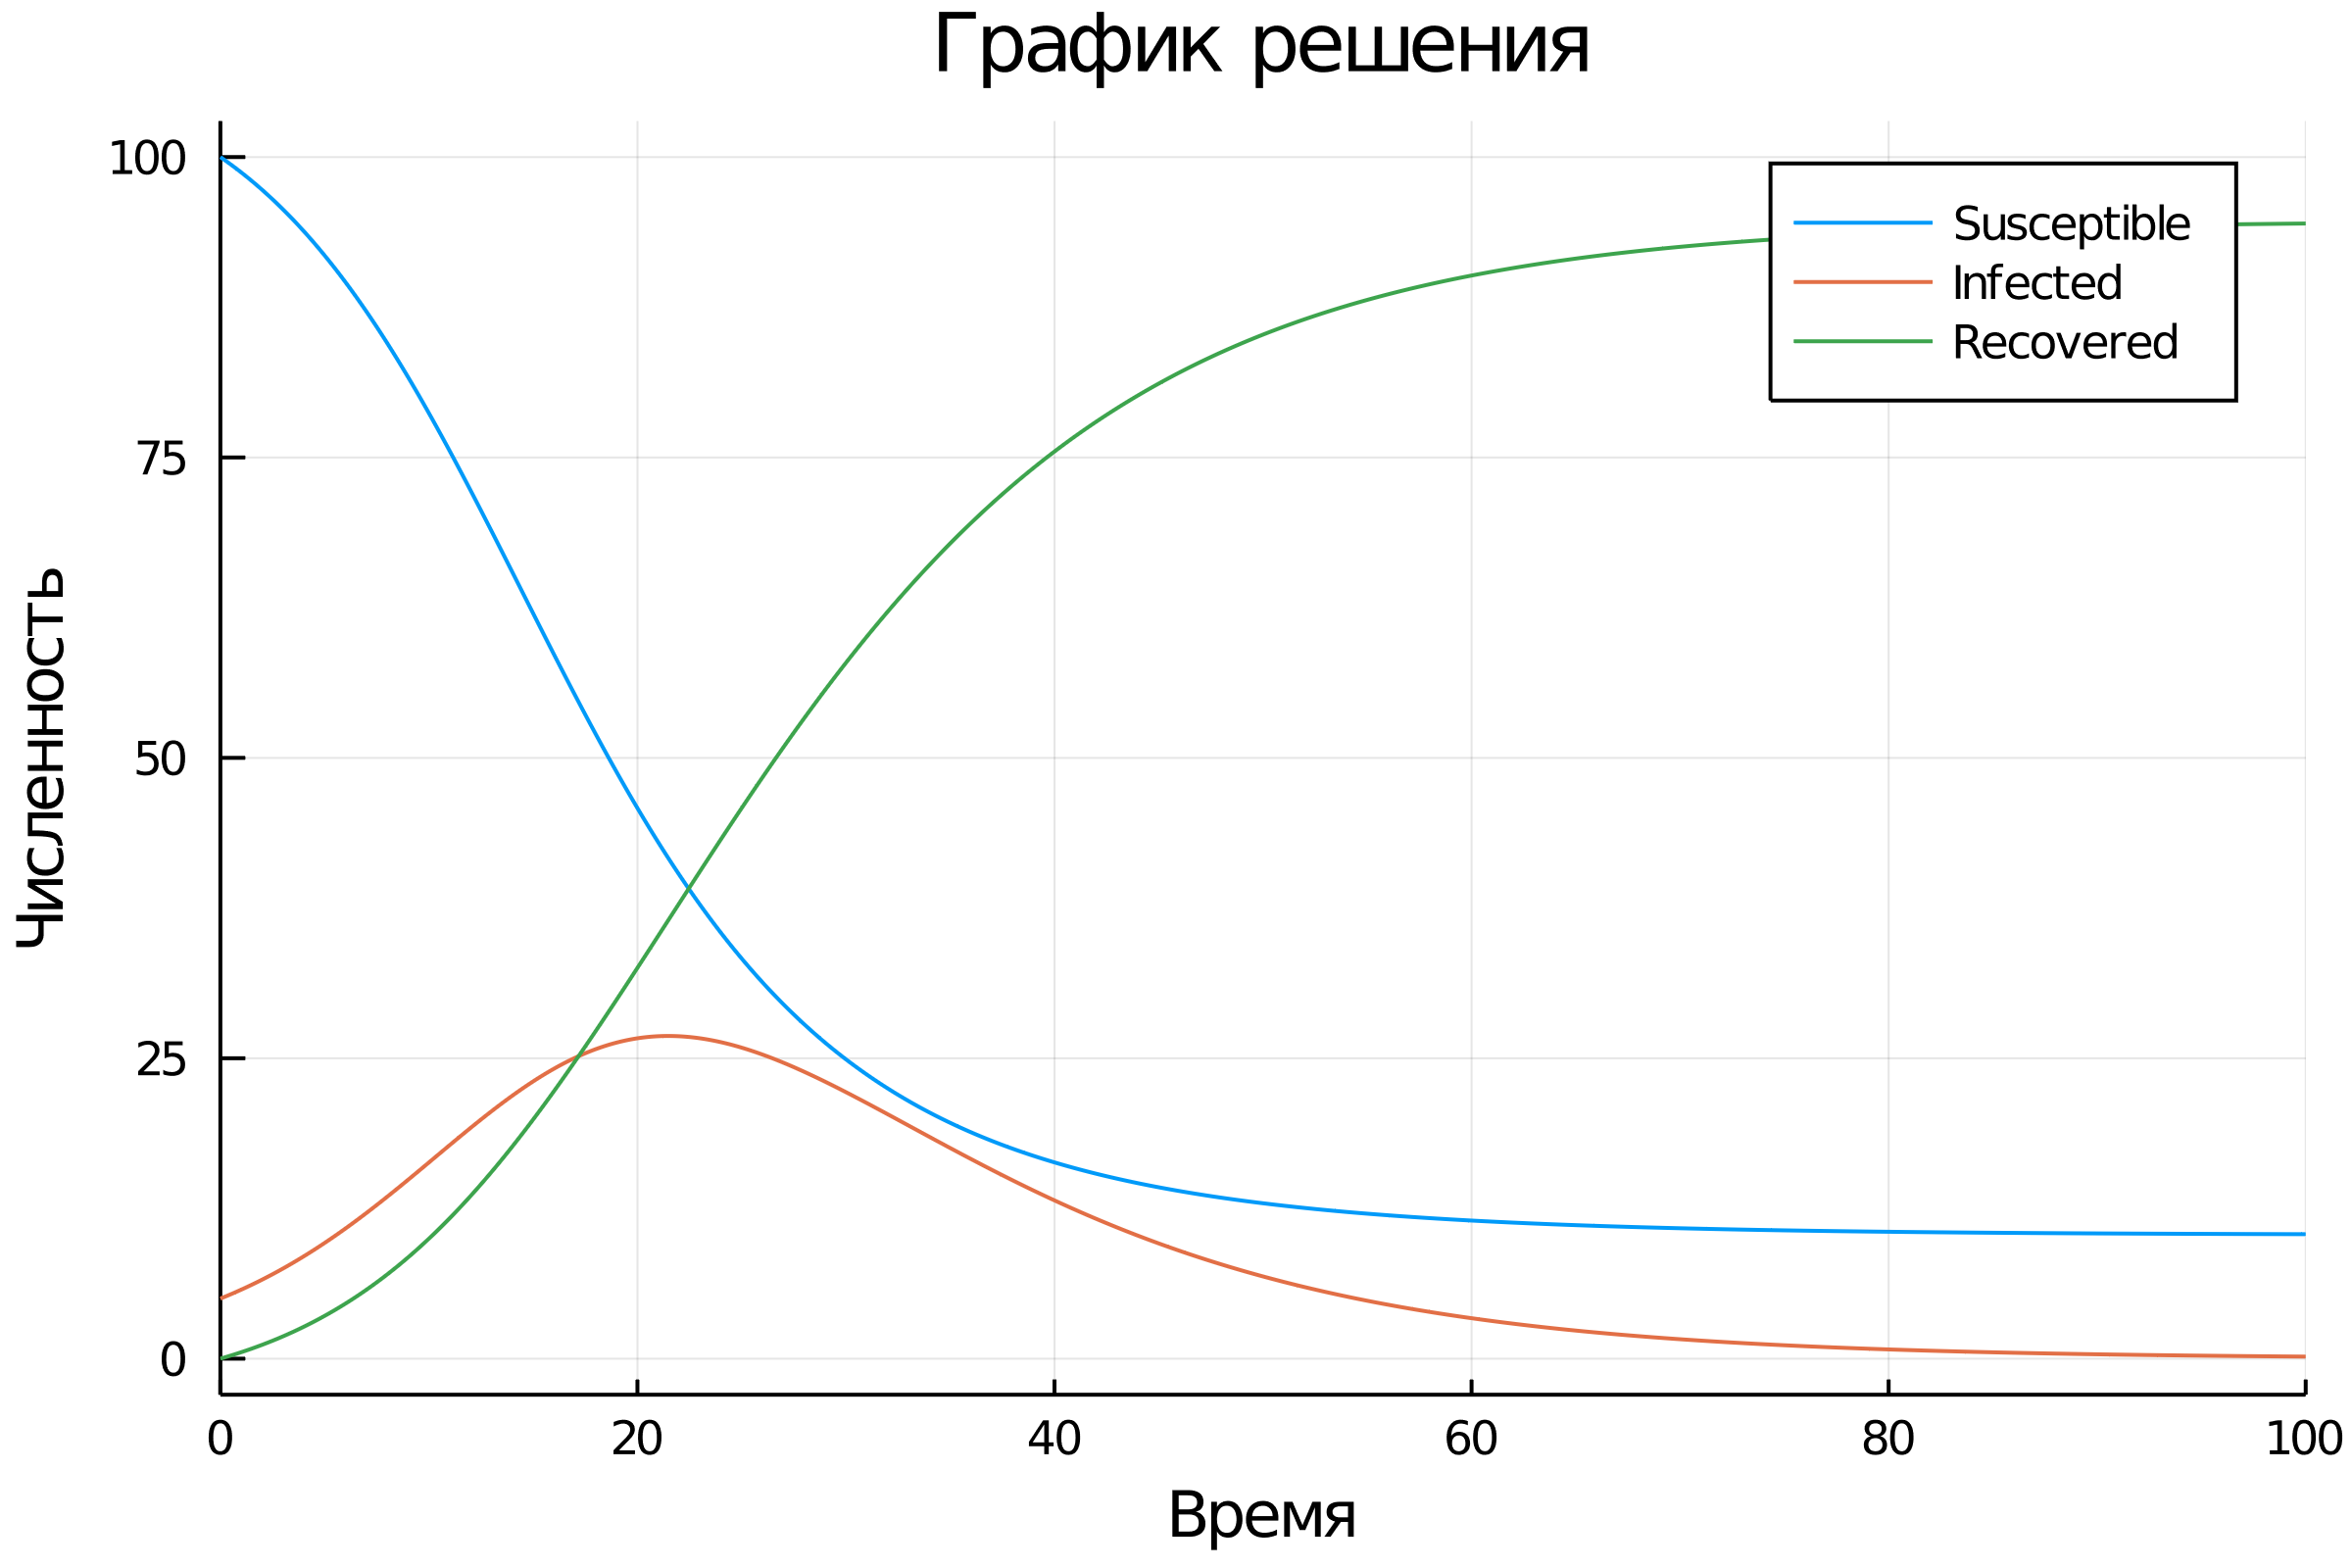 График решения
Численность
100
75
50
25
0
Susceptible
Infected
Recovered
0 20 40 60 80 100
Время